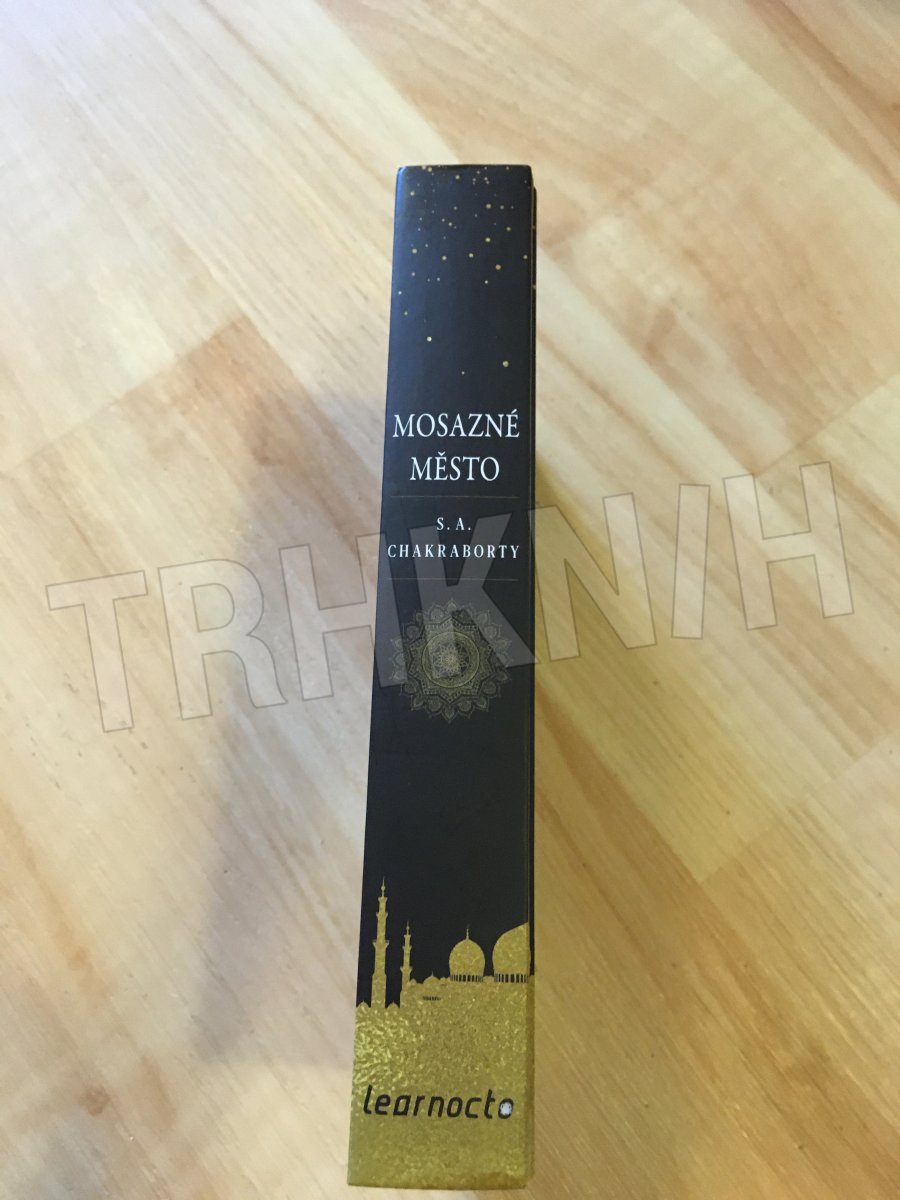 MOSAZNÉ
MĚSTO
S. A.
CHAKRABORTY
TRHKNIH
learnocto